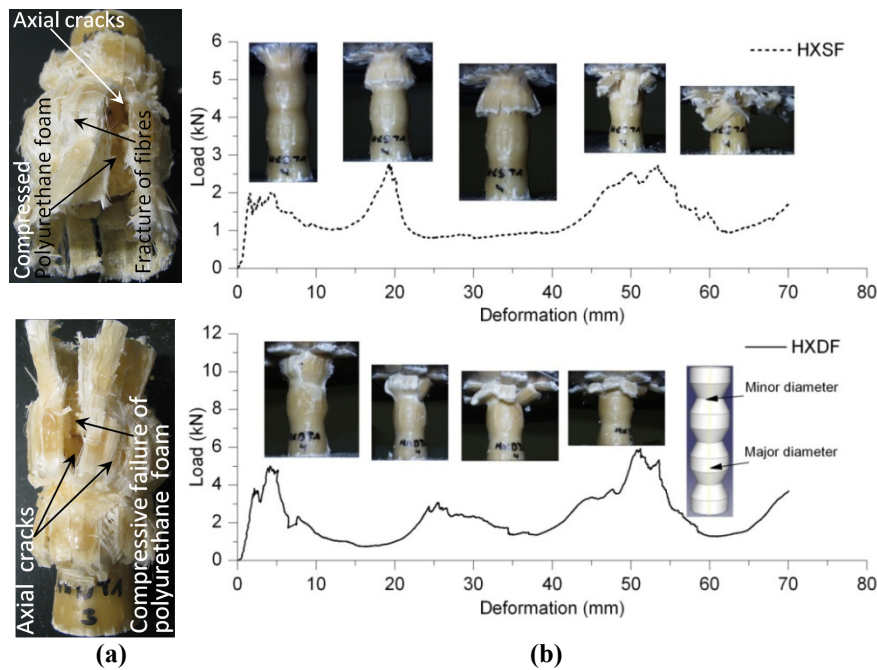 Axial cracks
Compressed
Polyurethane foam
Fracture of fibres
Axial cracks
Compressive failure of
polyurethane foam
3
(a)
HXSF
Load (kN)
6
5
4
3
2
1
0
0 10 20 30 40 50 60 70 80
Deformation (mm)
HXDF
Load (kN)
12
10
8
6
4
2
0
Minor diameter
Major diameter
0 10 20 30 40 50 60 70 80
Deformation (mm)
(b)